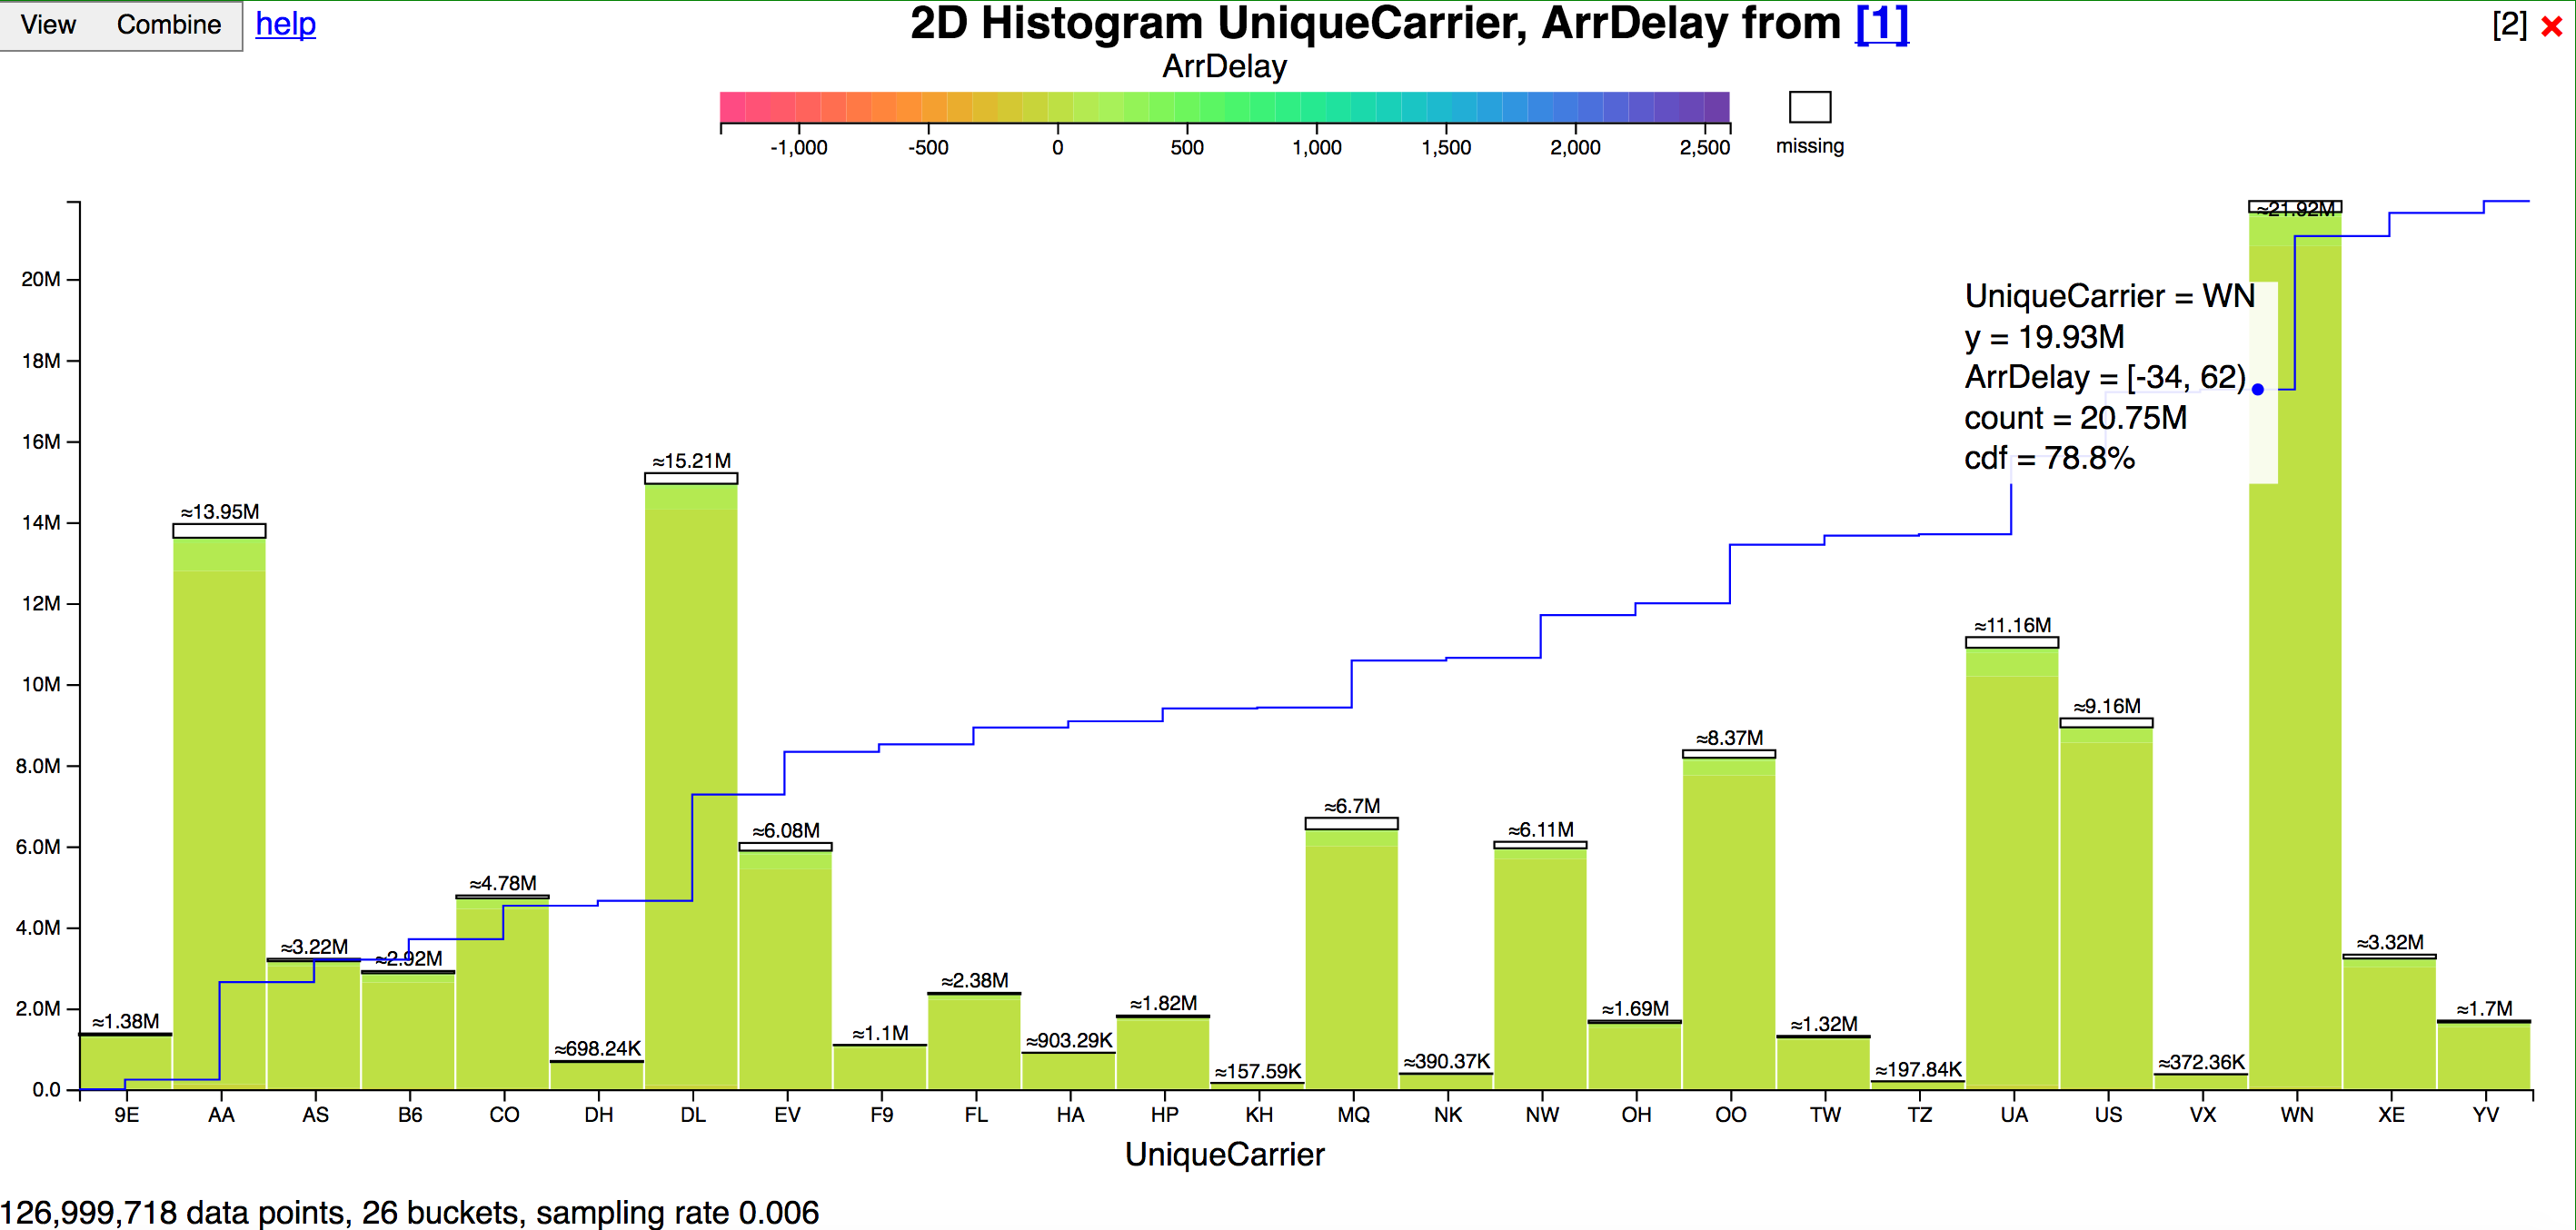 View Combine help
2D Histogram UniqueCarrier, ArrDelay from [1]
[2]
ArrDelay
-1,000 -500 0 500 1,000 1,500 2,000 2,500 missing
20M
18M
16M
14M
12M
10M
8.0M
6.0M
4.0M
2.0M
0.0
≈1.38M ≈13.95M ≈3.22M ≈2.92M ≈4.78M ≈698.24K ≈15.21M ≈6.08M ≈1.1M ≈2.38M ≈903.29K ≈1.82M ≈157.59K ≈6.7M ≈390.37K ≈6.11M ≈1.69M ≈8.37M ≈1.32M ≈197.84K ≈11.16M ≈9.16M ≈372.36K ≈21.92M ≈3.32M ≈1.7M
UniqueCarrier = WN
y = 19.93M
ArrDelay = [-34, 62)
count = 20.75M
cdf = 78.8%
9E AA AS B6 CO DH DL EV F9 FL HA HP KH MQ NK NW OH OO TW TZ UA US VX WN XE YV
UniqueCarrier
126,999,718 data points, 26 buckets, sampling rate 0.006